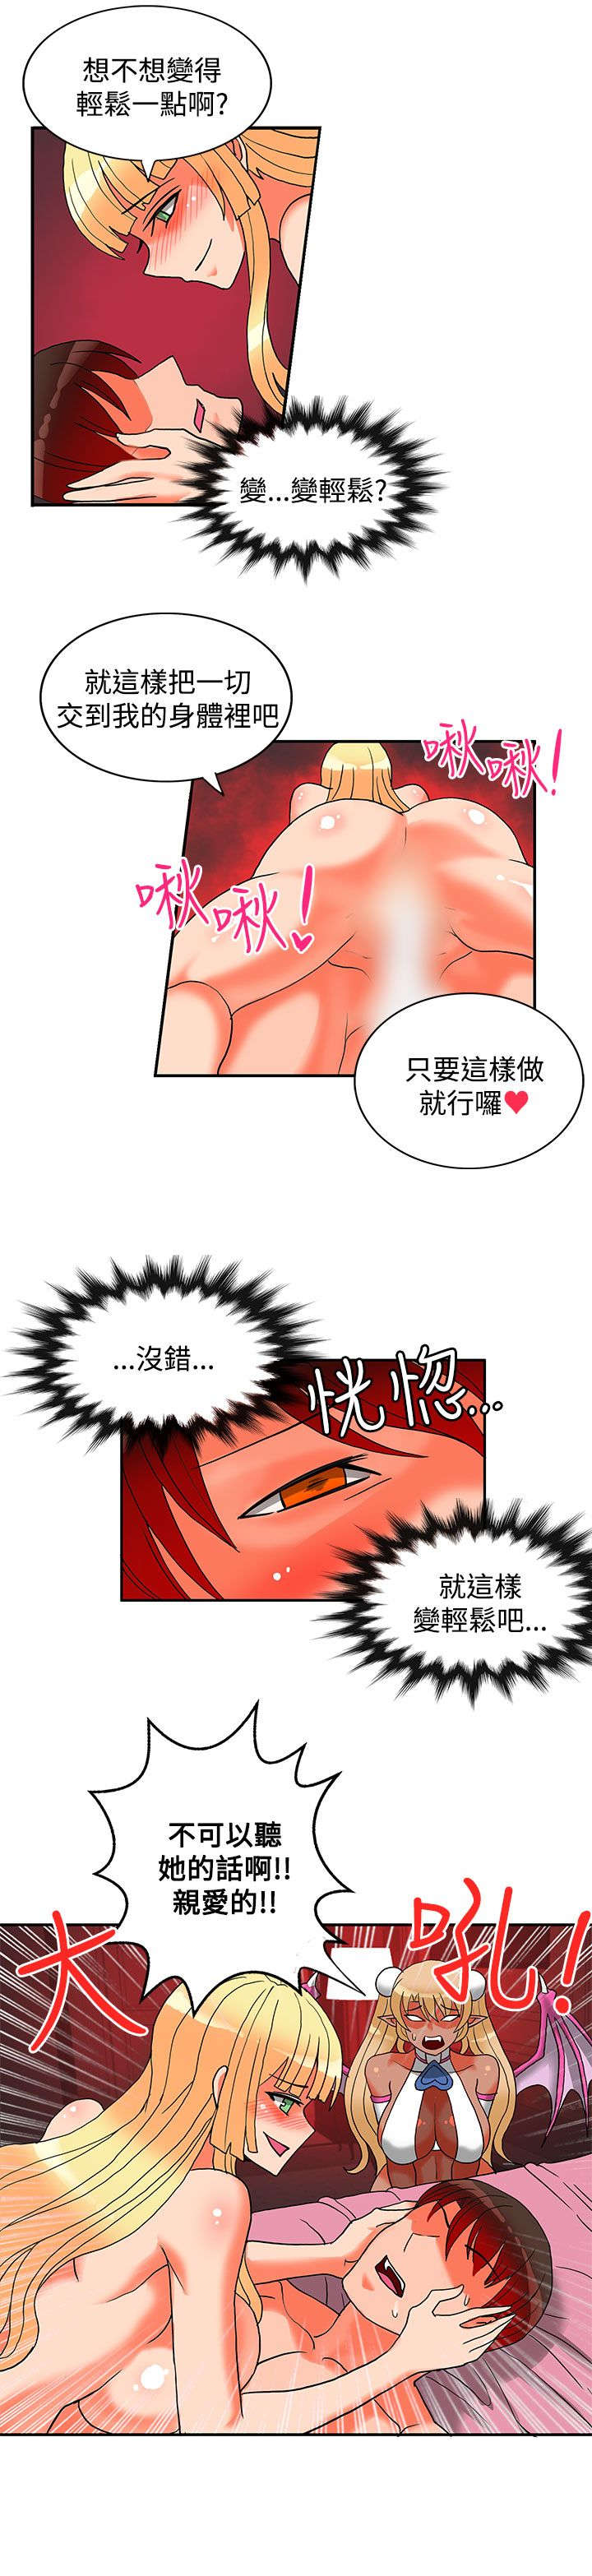 想不想變得
輕鬆一點啊?
變...變輕鬆?
就這樣把一切
交到我的身體裡吧
啾啾!
啾啾!
只要這樣做
就行囉♥
...沒錯...
恍惚...
就這樣
變輕鬆吧...
不可以聽
她的話啊!!
親愛的!!
大吼!